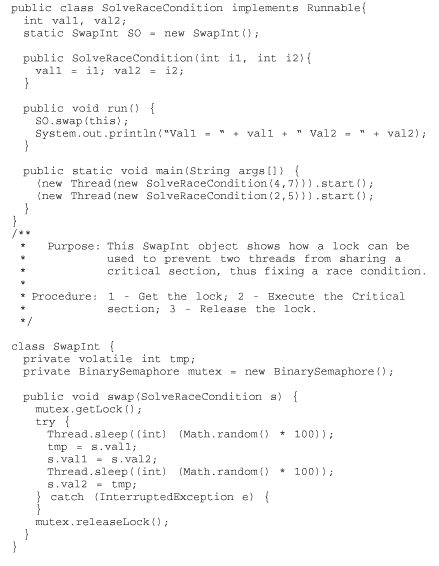 public class SolveRaceCondition implements Runnable{
  int val1, val2;
  static SwapInt SO = new SwapInt();

  public SolveRaceCondition(int i1, int i2){
    val1 = i1; val2 = i2;
  }

  public void run() {
    SO.swap(this);
    System.out.println("Val1 = " + val1 + " Val2 = " + val2);
  }

  public static void main(String args[]) {
    (new Thread(new SolveRaceCondition(4,7))).start();
    (new Thread(new SolveRaceCondition(2,5))).start();
  }
}
/**
 *   Purpose: This SwapInt object shows how a lock can be
 *            used to prevent two threads from sharing a
 *            critical section, thus fixing a race condition.
 *
 * Procedure: 1 - Get the lock; 2 - Execute the Critical
 *            section; 3 - Release the lock.
 */

class SwapInt {
  private volatile int tmp;
  private BinarySemaphore mutex = new BinarySemaphore();

  public void swap(SolveRaceCondition s) {
    mutex.getLock();
    try {
      Thread.sleep((int) (Math.random() * 100));
      tmp = s.val1;
      s.val1 = s.val2;
      Thread.sleep((int) (Math.random() * 100));
      s.val2 = tmp;
    } catch (InterruptedException e) {
    }
    mutex.releaseLock();
  }
}